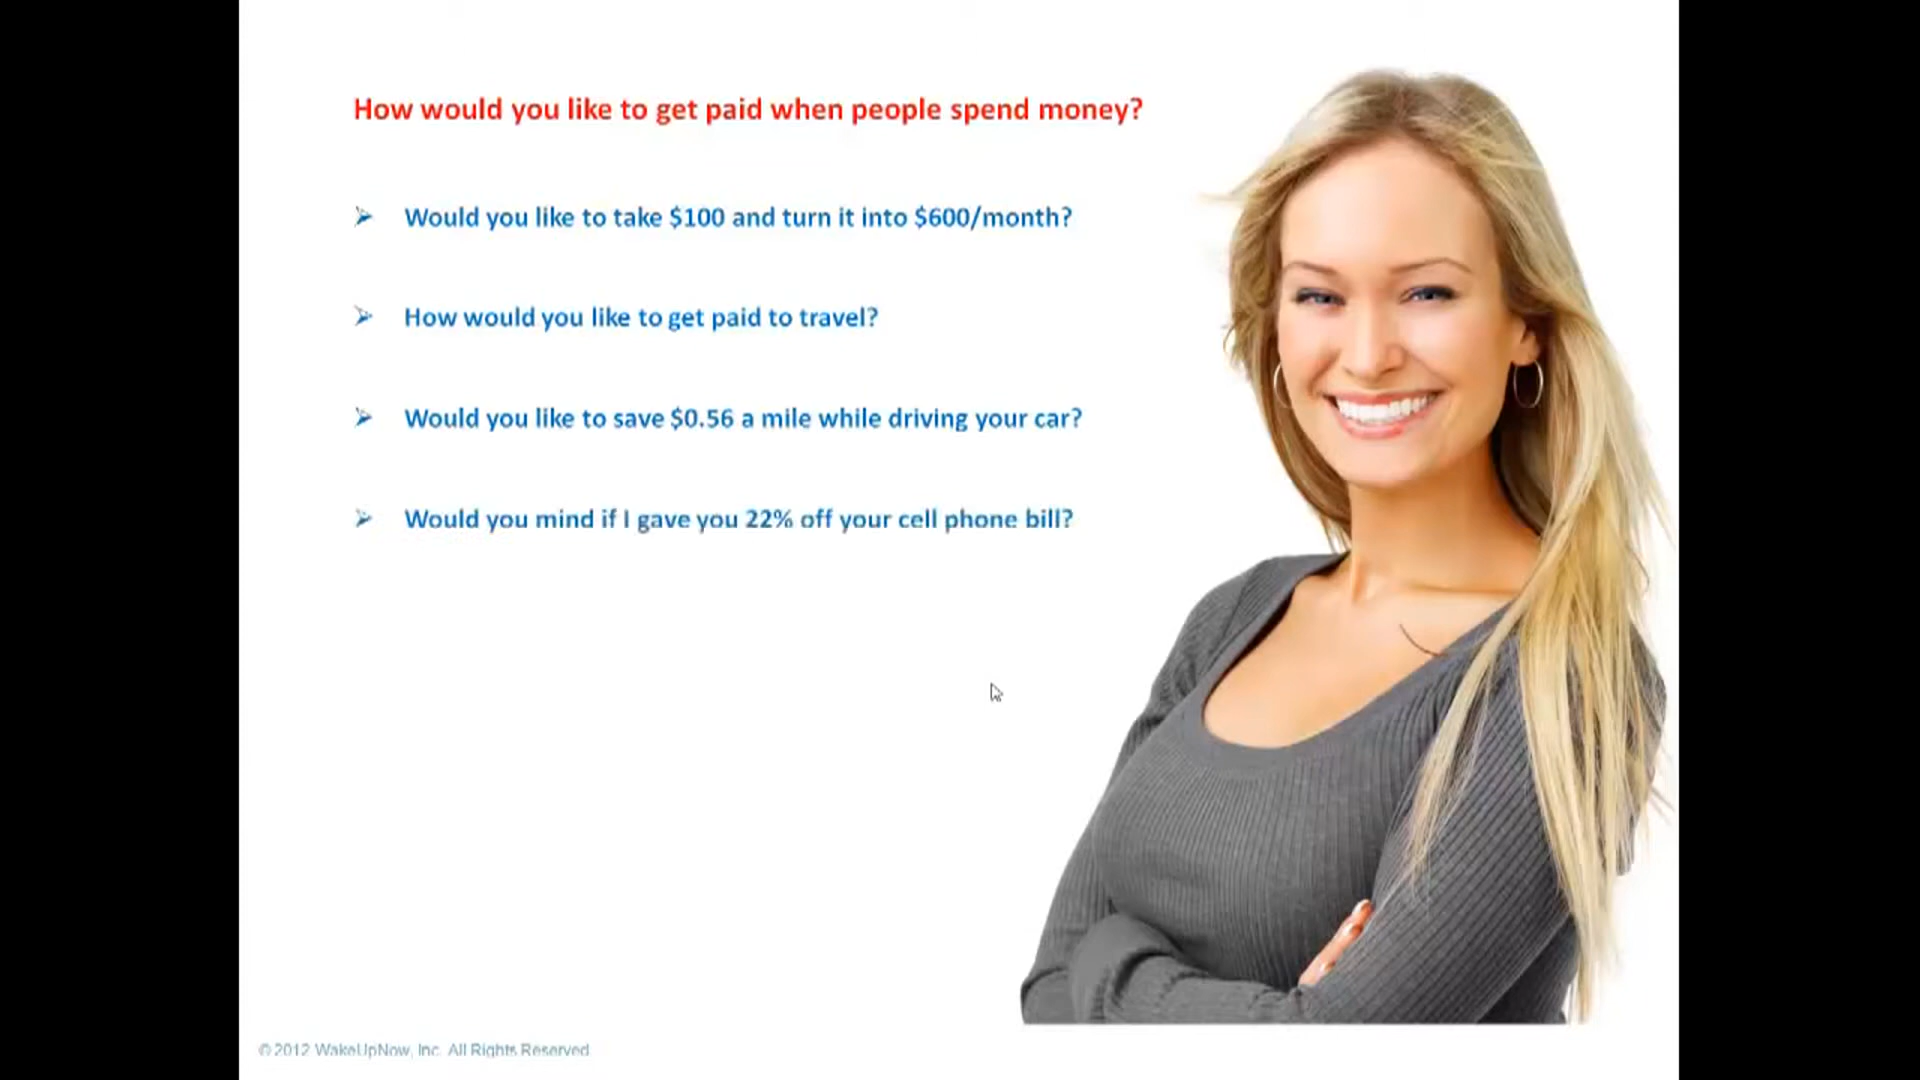 How would you like to get paid when people spend money?
Would you like to take $100 and turn it into $600/month?
How would you like to get paid to travel?
Would you like to save $0.56 a mile while driving your car?
Would you mind if I gave you 22% off your cell phone bill?
© 2012 WakeUpNow, Inc. All Rights Reserved.